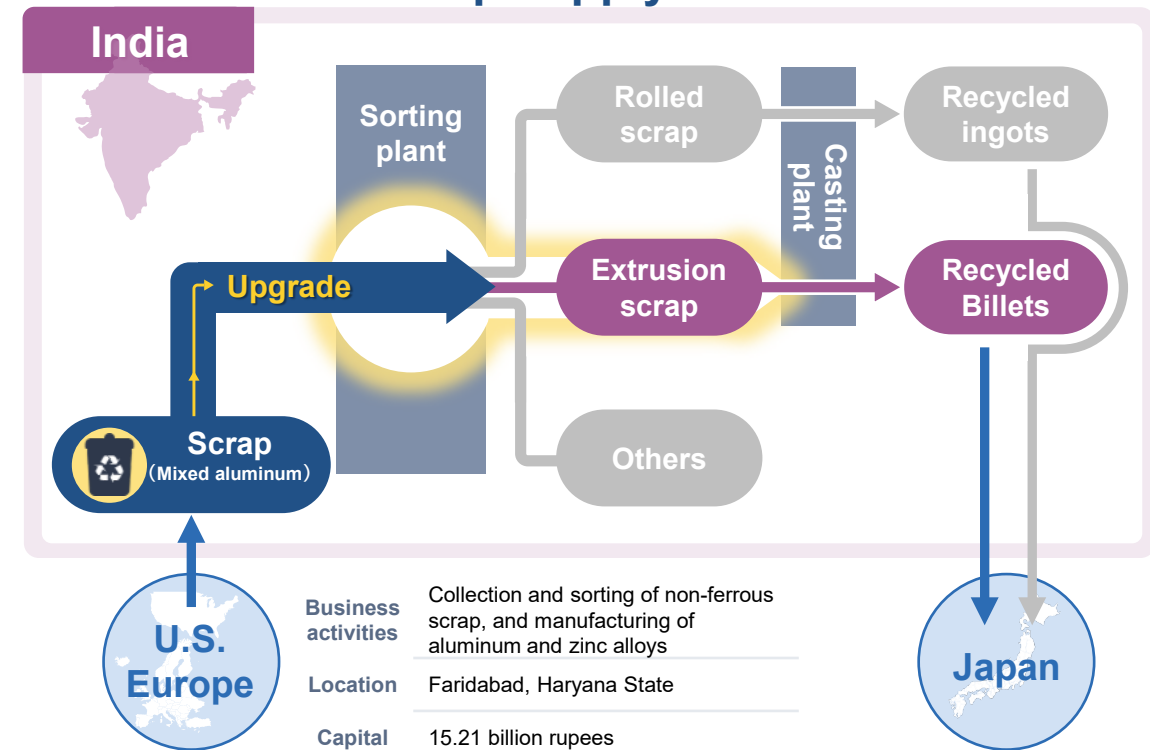 India
Sorting
plant
Rolled
scrap
Casting
plant
Recycled
ingots
Upgrade
Extrusion
scrap
Recycled
Billets
Scrap
(Mixed aluminum)
Others
U.S.
Europe
Business
activities
Collection and sorting of non-ferrous
scrap, and manufacturing of
aluminum and zinc alloys
Location
Faridabad, Haryana State
Capital
15.21 billion rupees
Japan